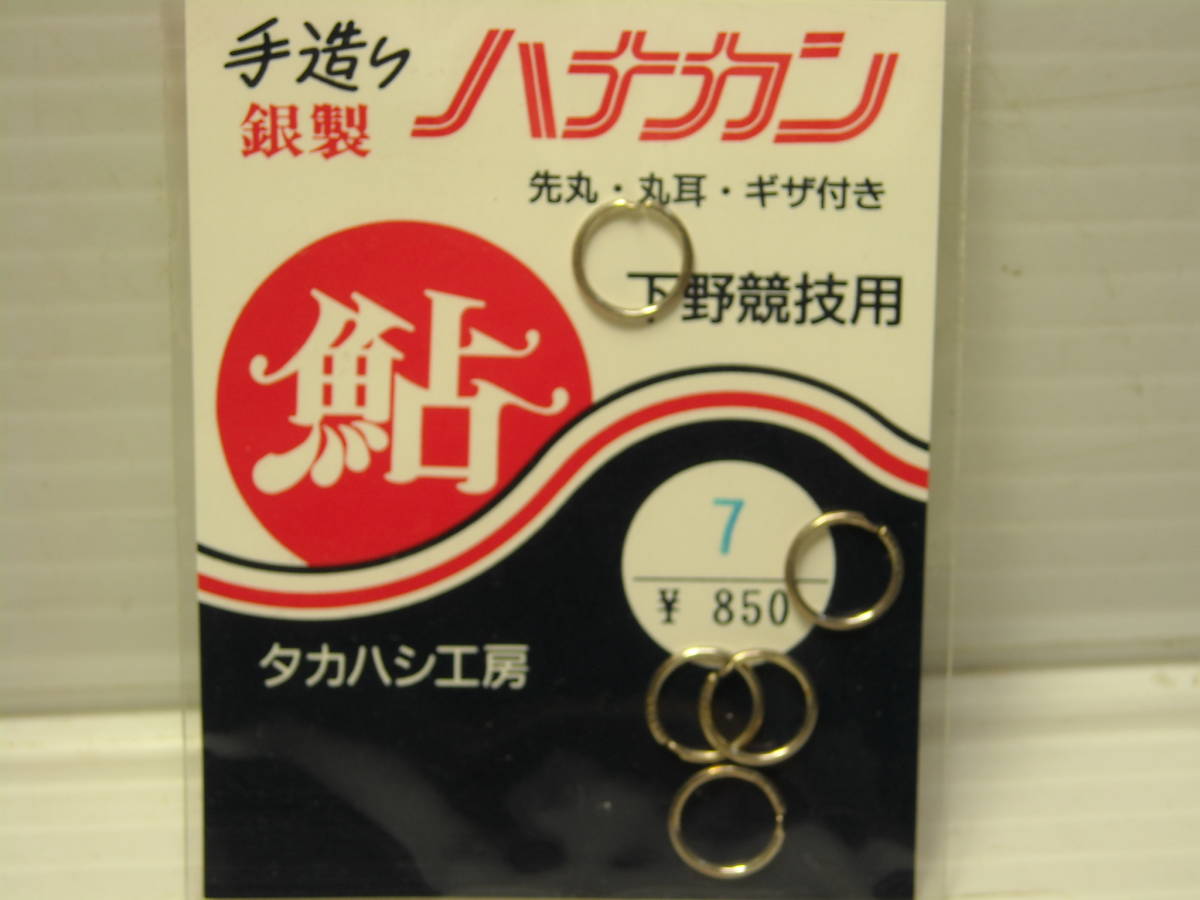 手造り
銀製
ハナカン
先丸・丸耳・ギザ付き
下野競技用
鮎
7
¥ 850
タカハシ工房